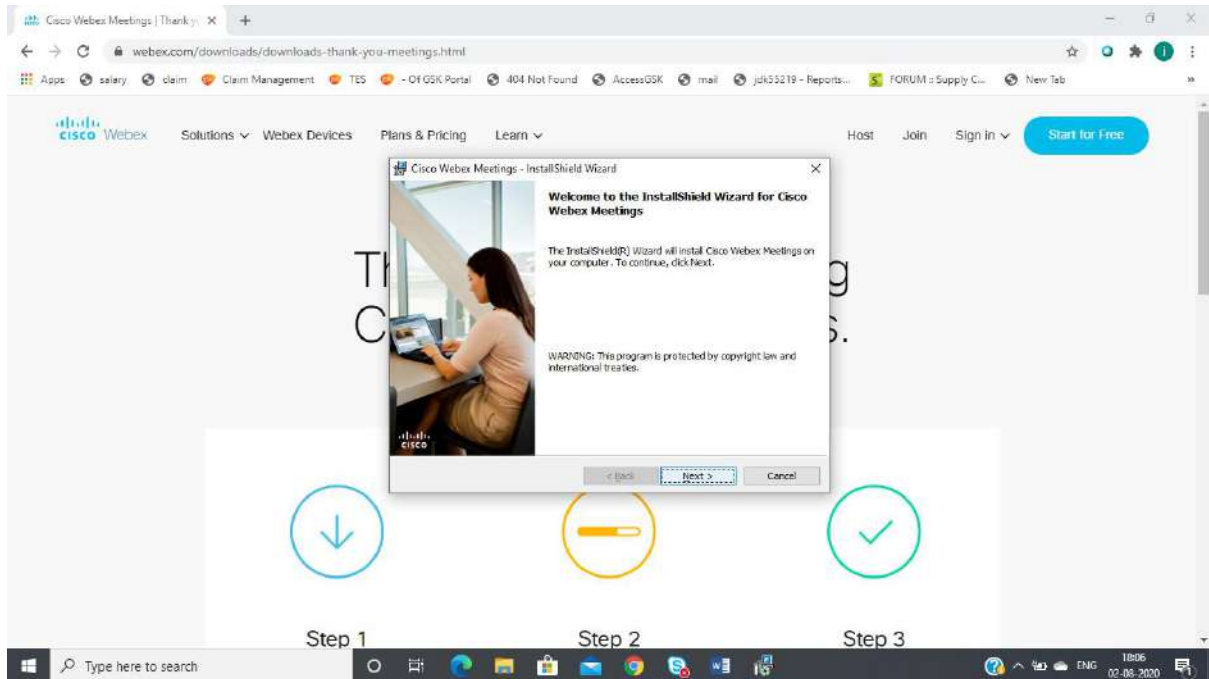 Cisco Webex Meetings | Thank y
webex.com/downloads/downloads-thank-you-meetings.html
Apps salary claim Claim Management TES - Of GSK Portal 404 Not Found AccessGSK mail jdk55219 - Reports... FORUM :: Supply C... New Tab
CISCO Webex Solutions Webex Devices Plans & Pricing Learn Host Join Sign in Start for Free
Cisco Webex Meetings - InstallShield Wizard
Welcome to the InstallShield Wizard for Cisco
Webex Meetings
The InstallShield(R) Wizard will install Cisco Webex Meetings on
your computer. To continue, click Next.
WARNING: This program is protected by copyright law and
international treaties.
CISCO
< Back Next > Cancel
Step 1 Step 2 Step 3
Type here to search
ENG
18:06
02-08-2020